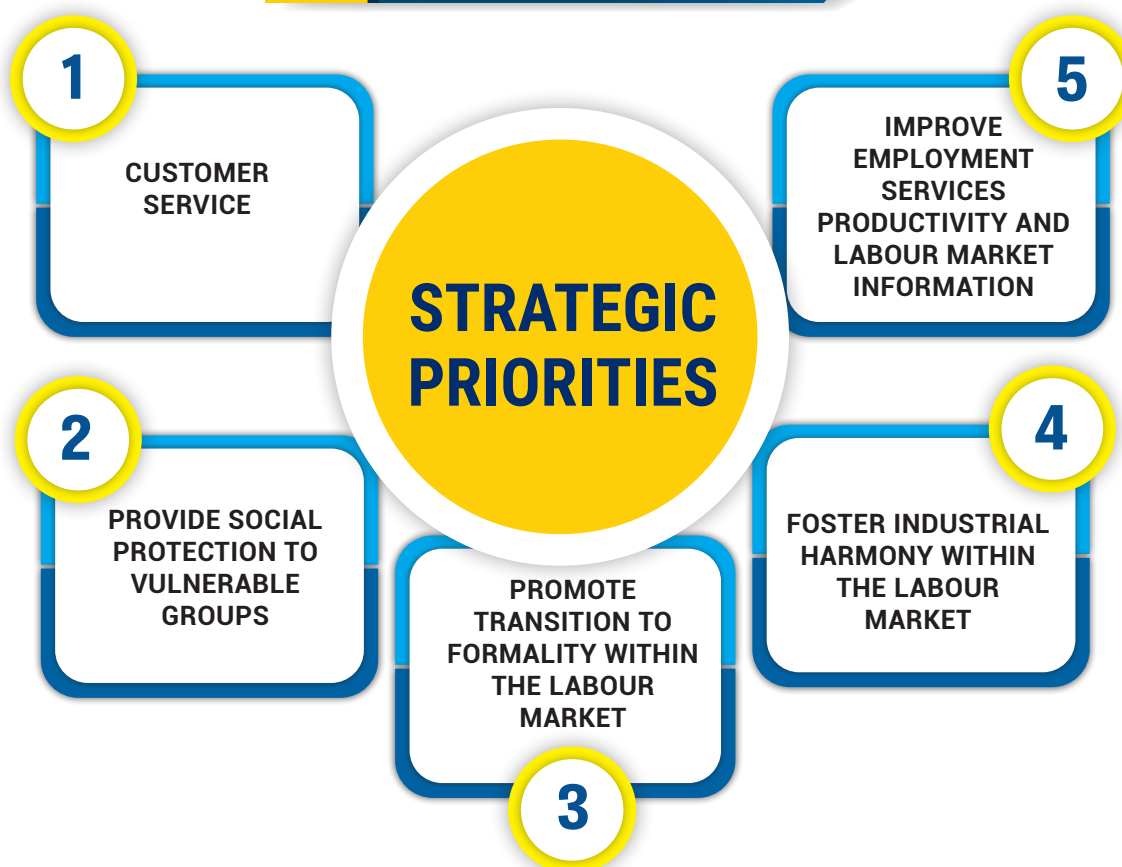 STRATEGIC
PRIORITIES
1
CUSTOMER
SERVICE
2
PROVIDE SOCIAL
PROTECTION TO
VULNERABLE
GROUPS
3
PROMOTE
TRANSITION TO
FORMALITY WITHIN
THE LABOUR
MARKET
4
FOSTER INDUSTRIAL
HARMONY WITHIN
THE LABOUR
MARKET
5
IMPROVE
EMPLOYMENT
SERVICES
PRODUCTIVITY AND
LABOUR MARKET
INFORMATION